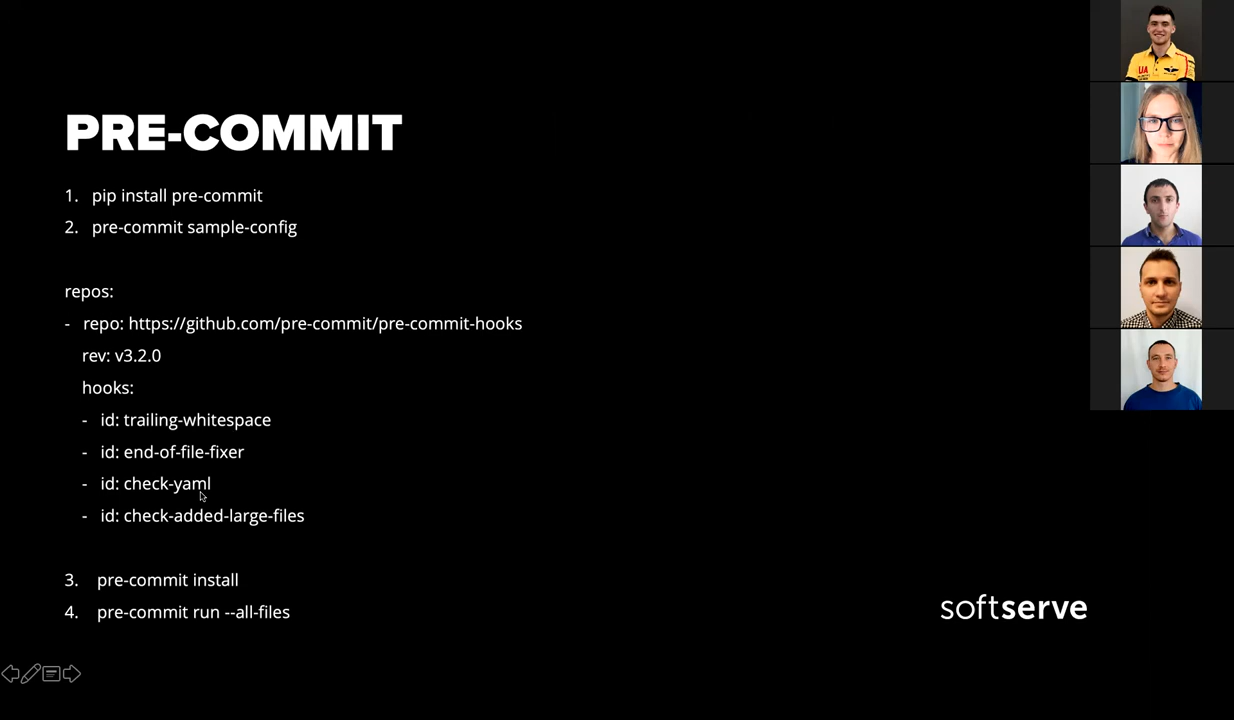 PRE-COMMIT
1. pip install pre-commit
2. pre-commit sample-config
repos:
- repo: https://github.com/pre-commit/pre-commit-hooks
rev: v3.2.0
hooks:
- id: trailing-whitespace
- id: end-of-file-fixer
- id: check-yaml
- id: check-added-large-files
3. pre-commit install
4. pre-commit run --all-files
softserve
UA